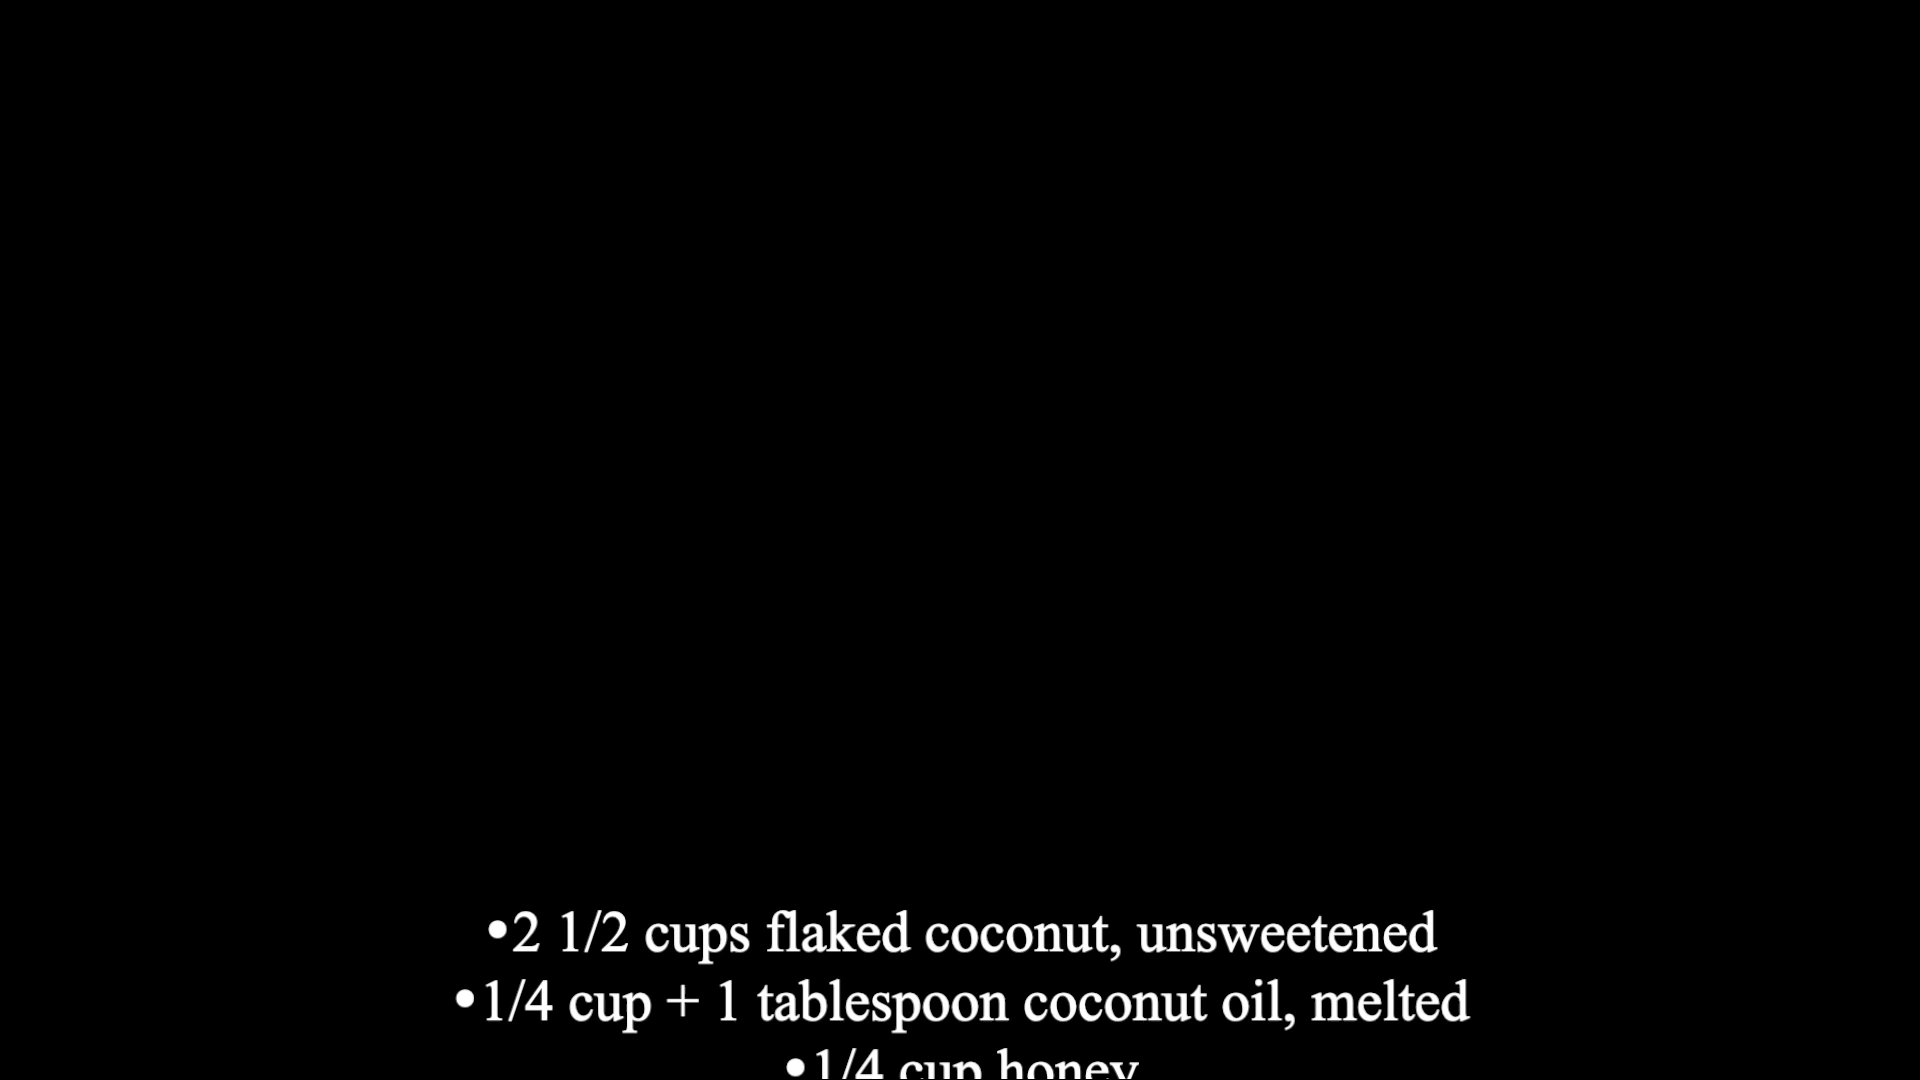 •2 1/2 cups flaked coconut, unsweetened
•1/4 cup + 1 tablespoon coconut oil, melted
•1/4 cup honey